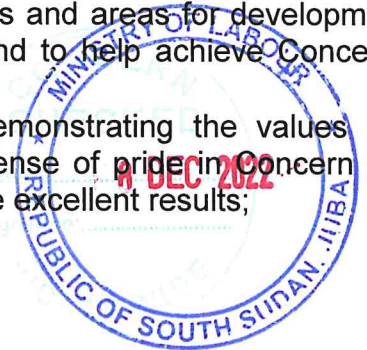 s and areas for developm
nd to help achieve Conce
emonstrating the values
ense of pride in Concern
e excellent results;
MINISTRY OF LABOUR
REPUBLIC OF SOUTH SUDAN. JUBA
DEC 2022